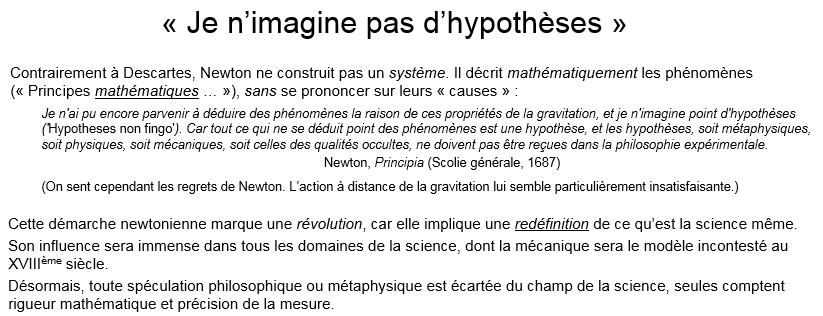 « Je n’imagine pas d’hypothèses »
Contrairement à Descartes, Newton ne construit pas un système. Il décrit mathématiquement les phénomènes
(« Principes mathématiques … »), sans se prononcer sur leurs « causes » :
Je n'ai pu encore parvenir à déduire des phénomènes la raison de ces propriétés de la gravitation, et je n'imagine point d'hypothèses
('Hypotheses non fingo'). Car tout ce qui ne se déduit point des phénomènes est une hypothèse, et les hypothèses, soit métaphysiques,
soit physiques, soit mécaniques, soit celles des qualités occultes, ne doivent pas être reçues dans la philosophie expérimentale.
Newton, Principia (Scolie générale, 1687)
(On sent cependant les regrets de Newton. L’action à distance de la gravitation lui semble particulièrement insatisfaisante.)
Cette démarche newtonienne marque une révolution, car elle implique une redéfinition de ce qu’est la science même.
Son influence sera immense dans tous les domaines de la science, dont la mécanique sera le modèle incontesté au
XVIIIème siècle.
Désormais, toute spéculation philosophique ou métaphysique est écartée du champ de la science, seules comptent
rigueur mathématique et précision de la mesure.